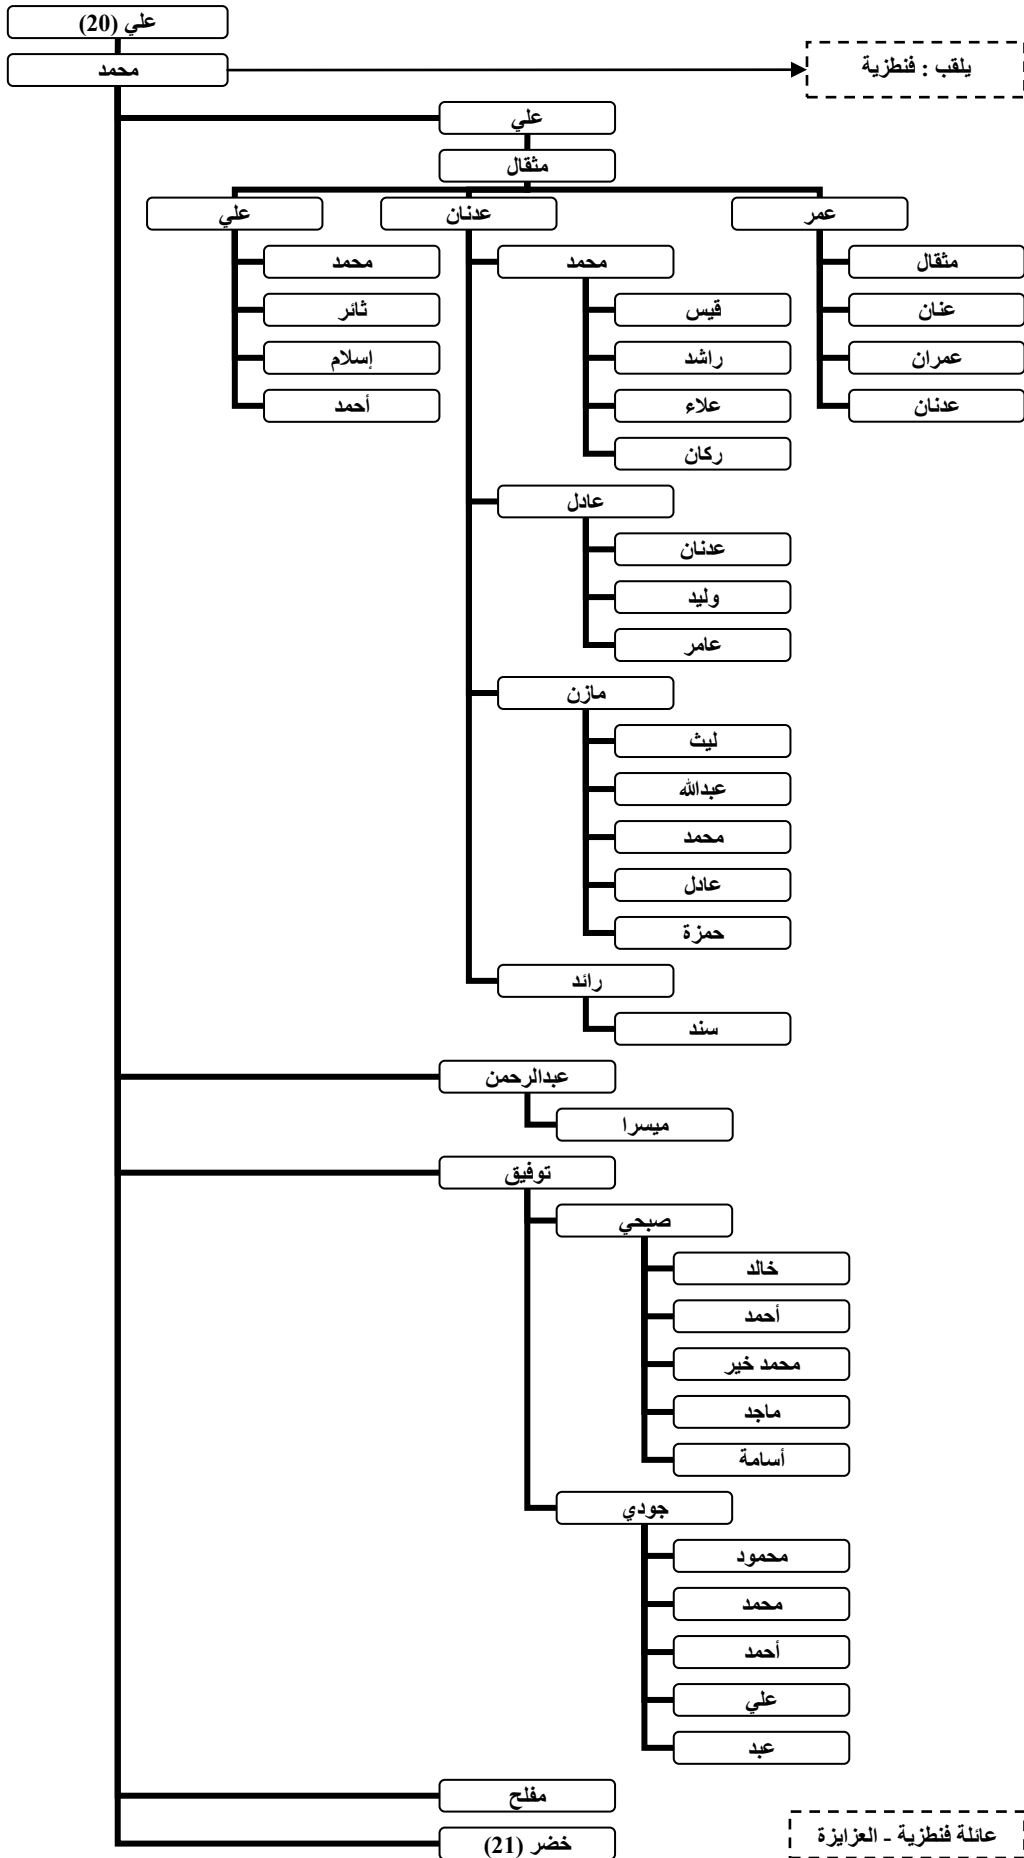 علي (20)
محمد
يلقب : فنطزية
علي
مثقال
عمر
عدنان
علي
مثقال
محمد
محمد
عنان
قيس
ثائر
عمران
راشد
إسلام
عدنان
علاء
أحمد
ركان
عادل
عدنان
وليد
عامر
مازن
ليث
عبدالله
محمد
عادل
حمزة
رائد
سند
عبدالرحمن
ميسرا
توفيق
صبحي
خالد
أحمد
محمد خير
ماجد
أسامة
جودي
محمود
محمد
أحمد
علي
عبد
مفلح
خضر (21)
عائلة فنطزية - العزايزة